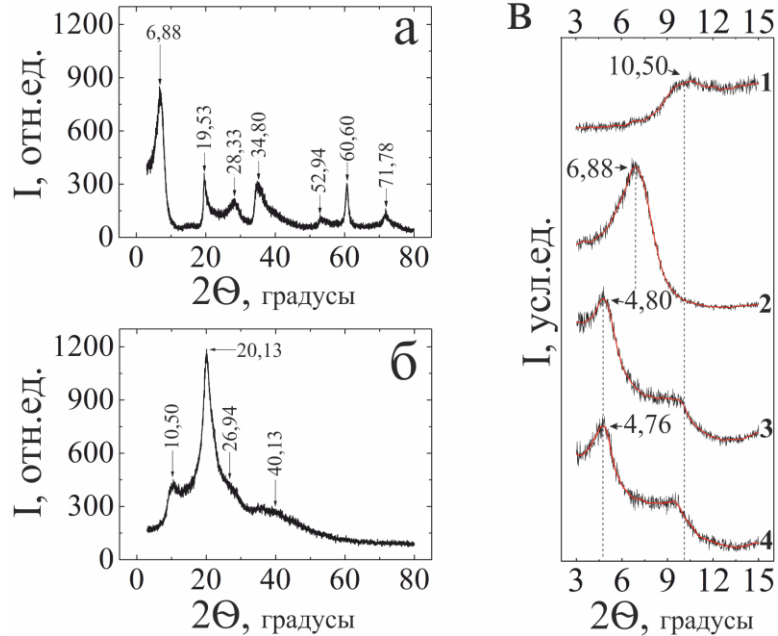 а
I, отн.ед.
1200
900
600
300
0
6,88
19,53
28,33
34,80
52,94
60,60
71,78
0 20 40 60 80
2Θ, градусы
б
I, отн.ед.
1200
900
600
300
0
10,50
20,13
26,94
40,13
0 20 40 60 80
2Θ, градусы
в
3 6 9 12 15
I, усл.ед.
10,50
1
6,88
2
4,80
3
4,76
4
3 6 9 12 15
2Θ, градусы